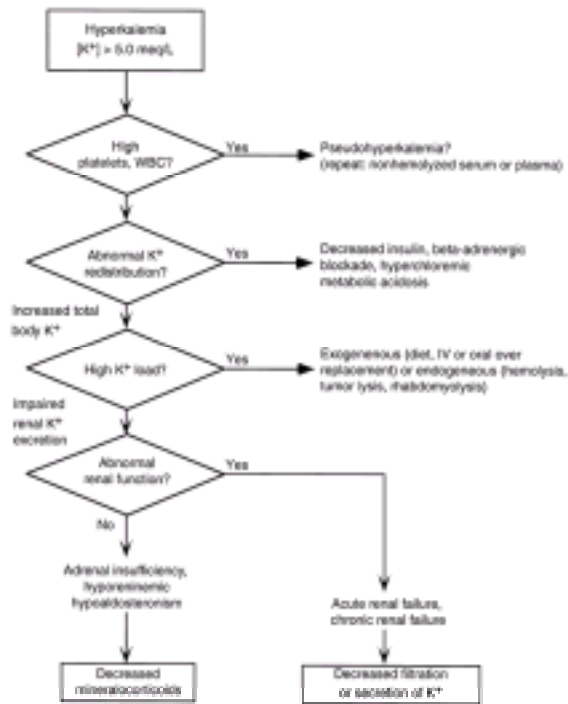 Hyperkalemia
[K+] > 5.0 meq/L
High
platelets, WBC?
Yes
Pseudohyperkalemia?
(repeat: nonhemolyzed serum or plasma)
Abnormal K+
redistribution?
Yes
Decreased insulin, beta-adrenergic
blockade, hyperchloremic
metabolic acidosis
Increased total
body K+
High K+ load?
Yes
Exogenenous (diet, IV or oral over
replacement) or endogeneous (hemolysis,
tumor lysis, rhabdomyolysis)
Impaired
renal K+
excretion
Abnormal
renal function?
Yes
No
Adrenal insufficiency,
hyporeninemic
hypoaldosteronism
Acute renal failure,
chronic renal failure
Decreased
mineralocorticoids
Decreased filtration
or secretion of K+